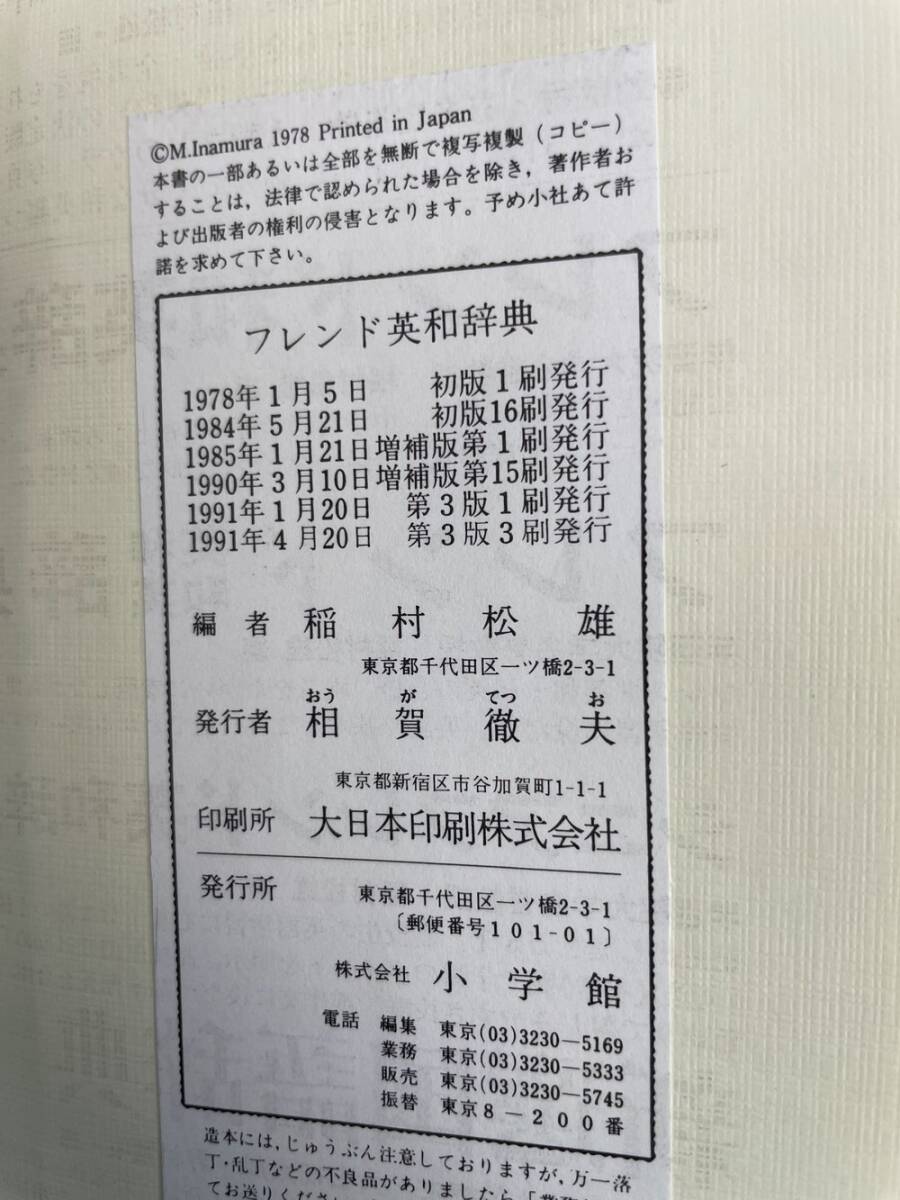 ©M.Inamura 1978 Printed in Japan
本書の一部あるいは全部を無断で複写複製（コピー）
することは，法律で認められた場合を除き，著作者お
よび出版者の権利の侵害となります。予め小社あて許
諾を求めて下さい。
フレンド英和辞典
1978年1月5日 初版1刷発行
1984年5月21日 初版16刷発行
1985年1月21日増補版第1刷発行
1990年3月10日増補版第15刷発行
1991年1月20日 第3版1刷発行
1991年4月20日 第3版3刷発行
編者 稲村松雄
東京都千代田区一ツ橋2-3-1
おう が てつ お
発行者 相賀徹夫
東京都新宿区市谷加賀町1-1-1
印刷所 大日本印刷株式会社
発行所 東京都千代田区一ツ橋2-3-1
〔郵便番号101-01〕
株式会社 小学館
電話 編集 東京(03)3230—5169
業務 東京(03)3230—5333
販売 東京(03)3230—5745
振替 東京8－200番
造本には，じゅうぶん注意しておりますが，万一落
丁・乱丁などの不良品がありましたら「業務
てお送りくださ